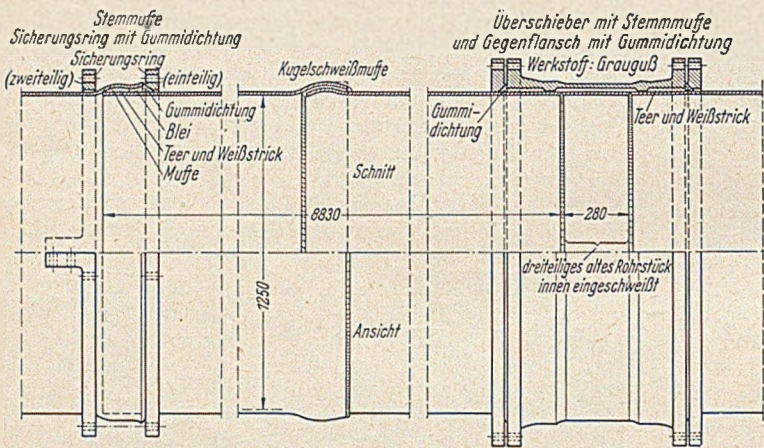 Stemmuffe
Sicherungsring mit Gummidichtung
Sicherungsring
(zweiteilig)
(einteilig)
Gummidichtung
Blei
Teer und Weißstrick
Muffe
Kugelschweißmuffe
Schnitt
8830
1250
Ansicht
Überschieber mit Stemmmuffe
und Gegenflansch mit Gummidichtung
Werkstoff: Grauguß
Gummi-
dichtung
Teer und Weißstrick
280
dreiteiliges altes Rohrstück
innen eingeschweißt